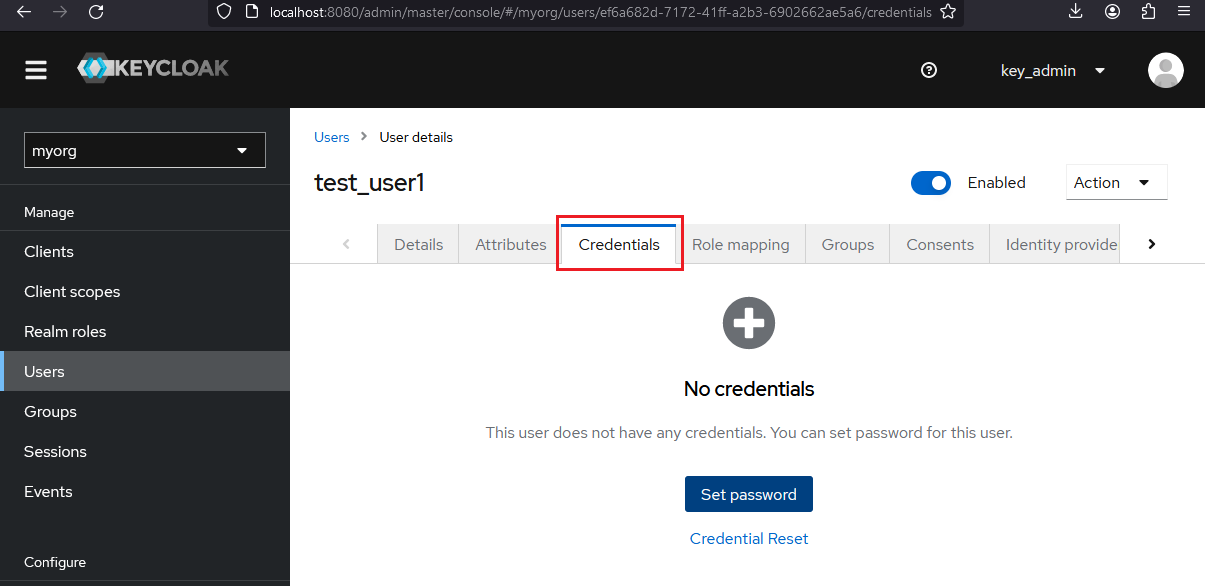 localhost:8080/admin/master/console/#/myorg/users/ef6a682d-7172-41ff-a2b3-6902662ae5a6/credentials
KEYCLOAK
key_admin
myorg
Manage
Clients
Client scopes
Realm roles
Users
Groups
Sessions
Events
Configure
Users > User details
test_user1
Enabled
Action
Details Attributes Credentials Role mapping Groups Consents Identity provide
No credentials
This user does not have any credentials. You can set password for this user.
Set password
Credential Reset